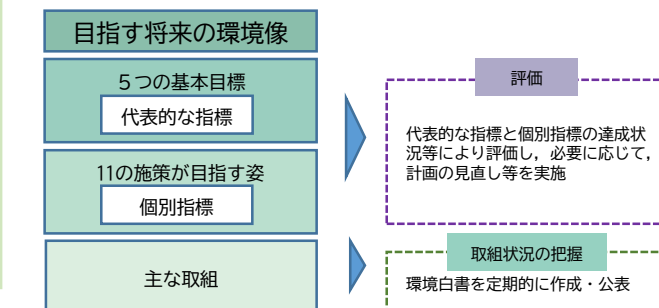 目指す将来の環境像
５つの基本目標
代表的な指標
11の施策が目指す姿
個別指標
主な取組
評価
代表的な指標と個別指標の達成状
況等により評価し，必要に応じて，
計画の見直し等を実施
取組状況の把握
環境白書を定期的に作成・公表